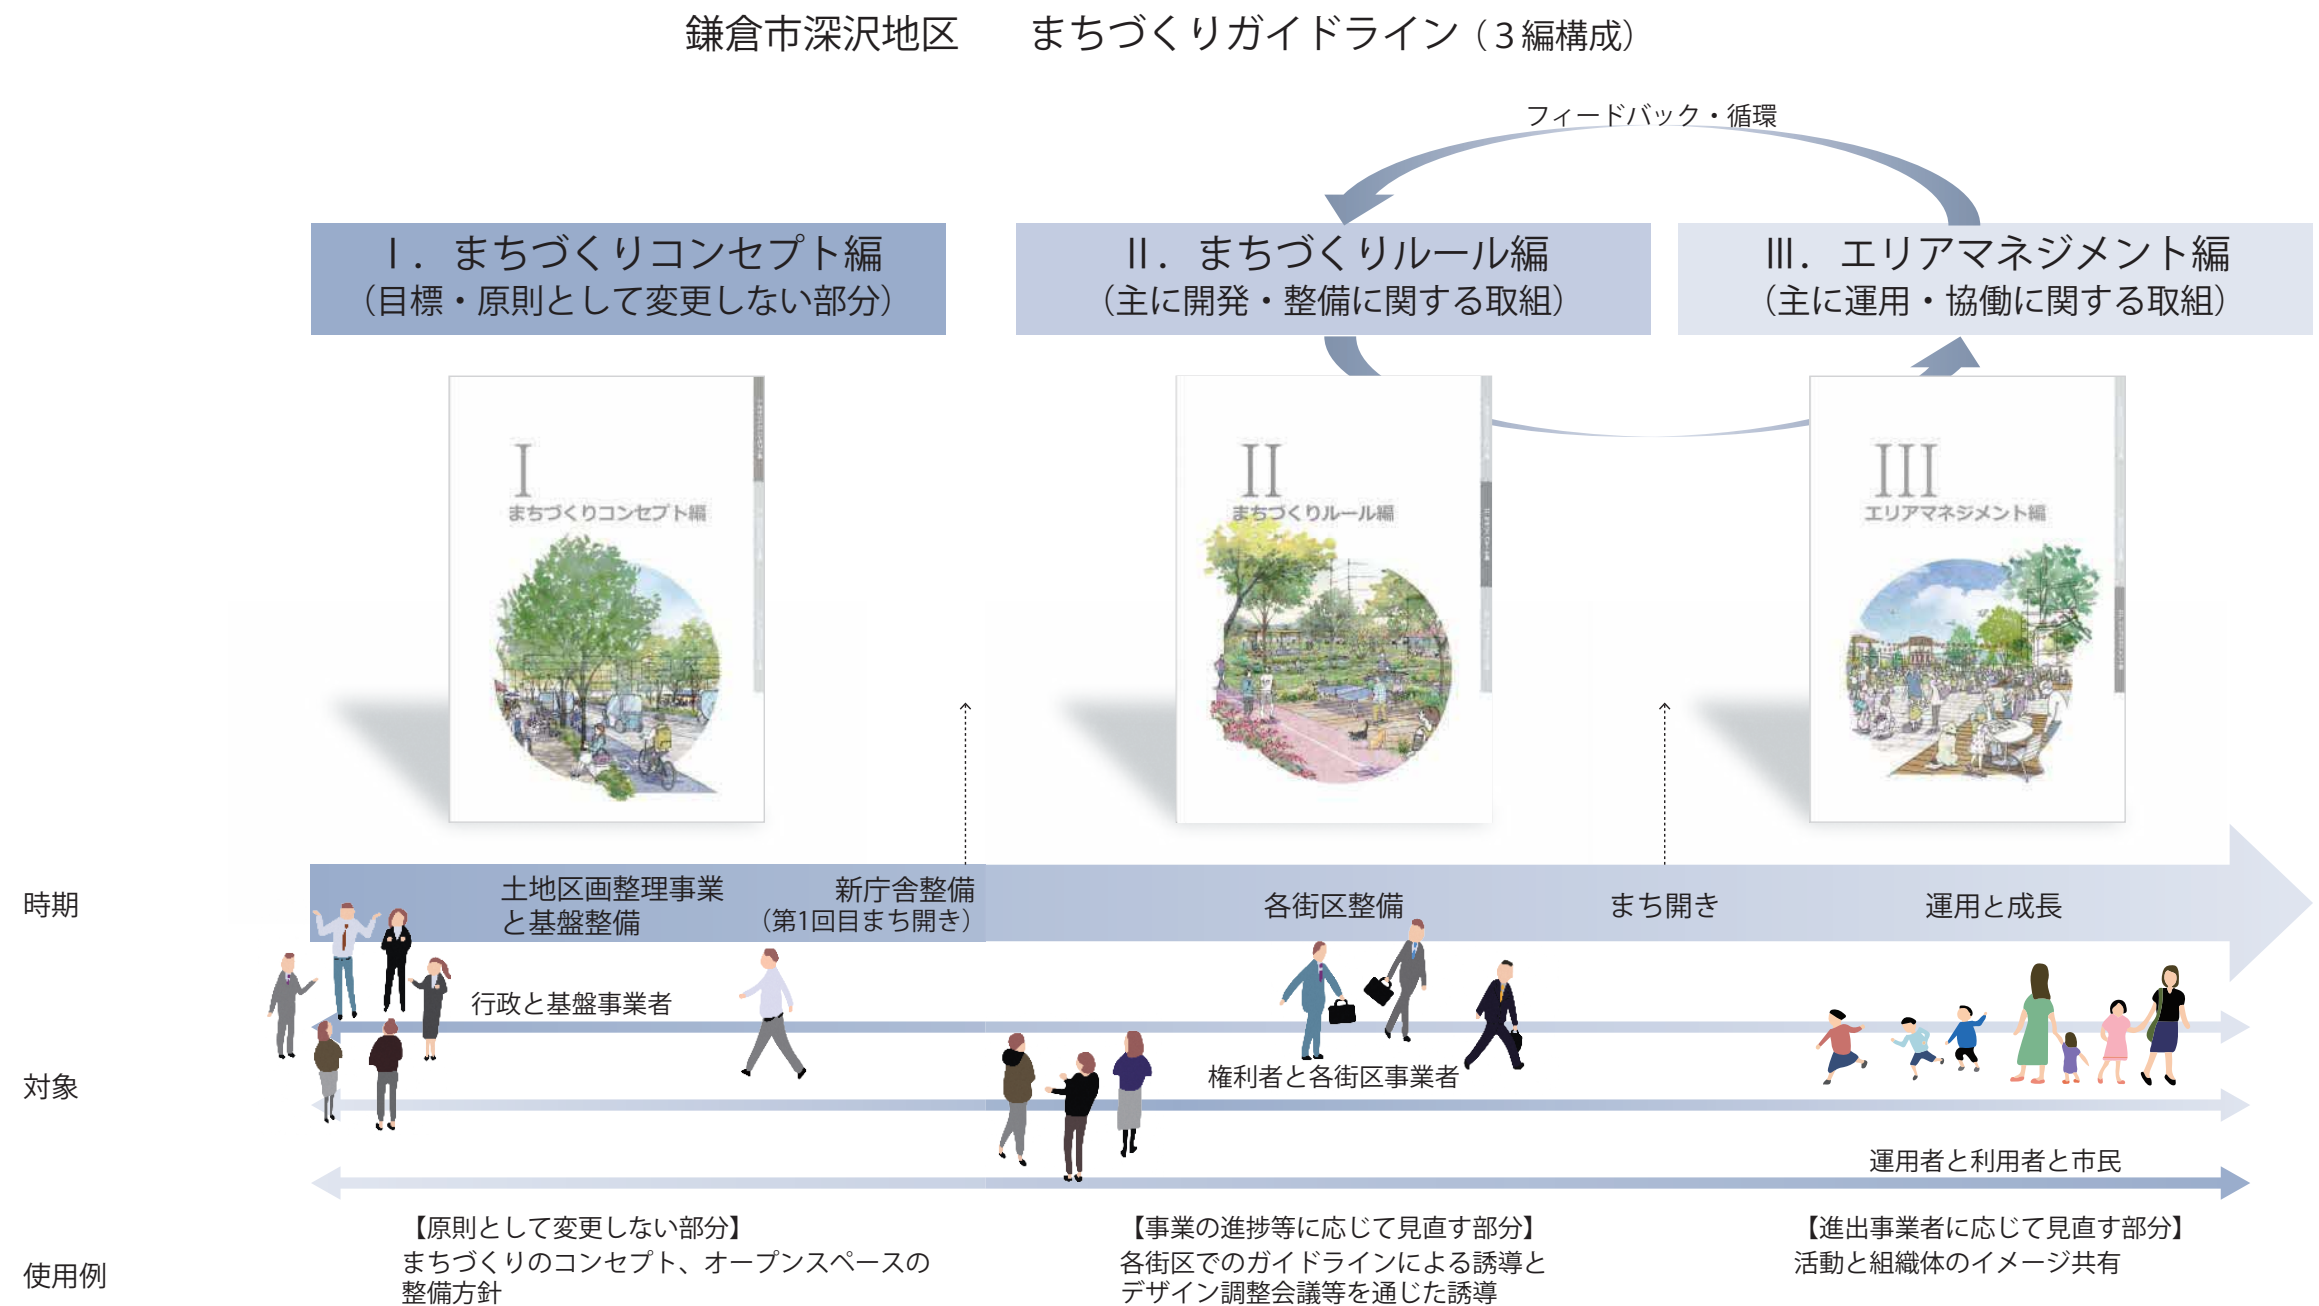 鎌倉市深沢地区　　まちづくりガイドライン（３編構成）
フィードバック・循環
Ⅰ．まちづくりコンセプト編
（目標・原則として変更しない部分）
Ⅱ．まちづくりルール編
（主に開発・整備に関する取組）
Ⅲ．エリアマネジメント編
（主に運用・協働に関する取組）
I
まちづくりコンセプト編
II
まちづくりルール編
III
エリアマネジメント編
時期
土地区画整理事業
と基盤整備
新庁舎整備
（第1回目まち開き）
各街区整備
まち開き
運用と成長
対象
行政と基盤事業者
権利者と各街区事業者
運用者と利用者と市民
使用例
【原則として変更しない部分】
まちづくりのコンセプト、オープンスペースの
整備方針
【事業の進捗等に応じて見直す部分】
各街区でのガイドラインによる誘導と
デザイン調整会議等を通じた誘導
【進出事業者に応じて見直す部分】
活動と組織体のイメージ共有